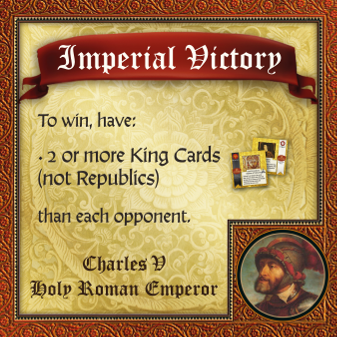 Imperial Victory
To win, have:
· 2 or more King Cards
(not Republics)
than each opponent.
Charles V
Holy Roman Emperor